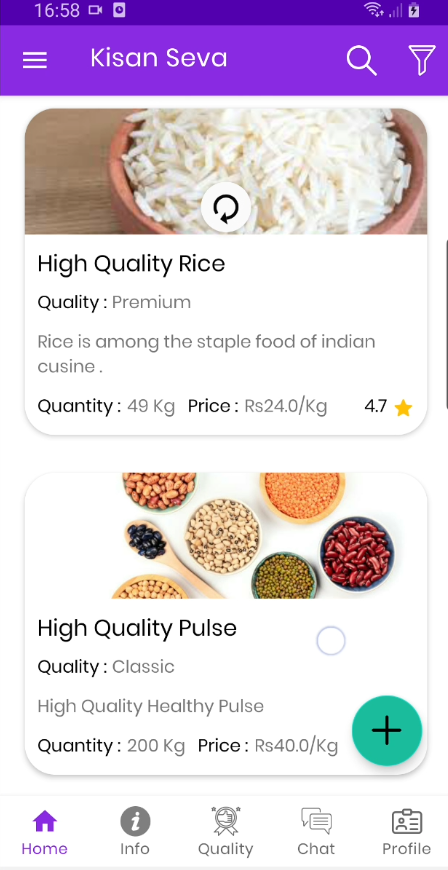 16:58
Kisan Seva
High Quality Rice
Quality : Premium
Rice is among the staple food of indian
cusine .
Quantity : 49 Kg Price : Rs24.0/Kg 4.7
High Quality Pulse
Quality : Classic
High Quality Healthy Pulse
Quantity : 200 Kg Price : Rs40.0/Kg
Home Info Quality Chat Profile